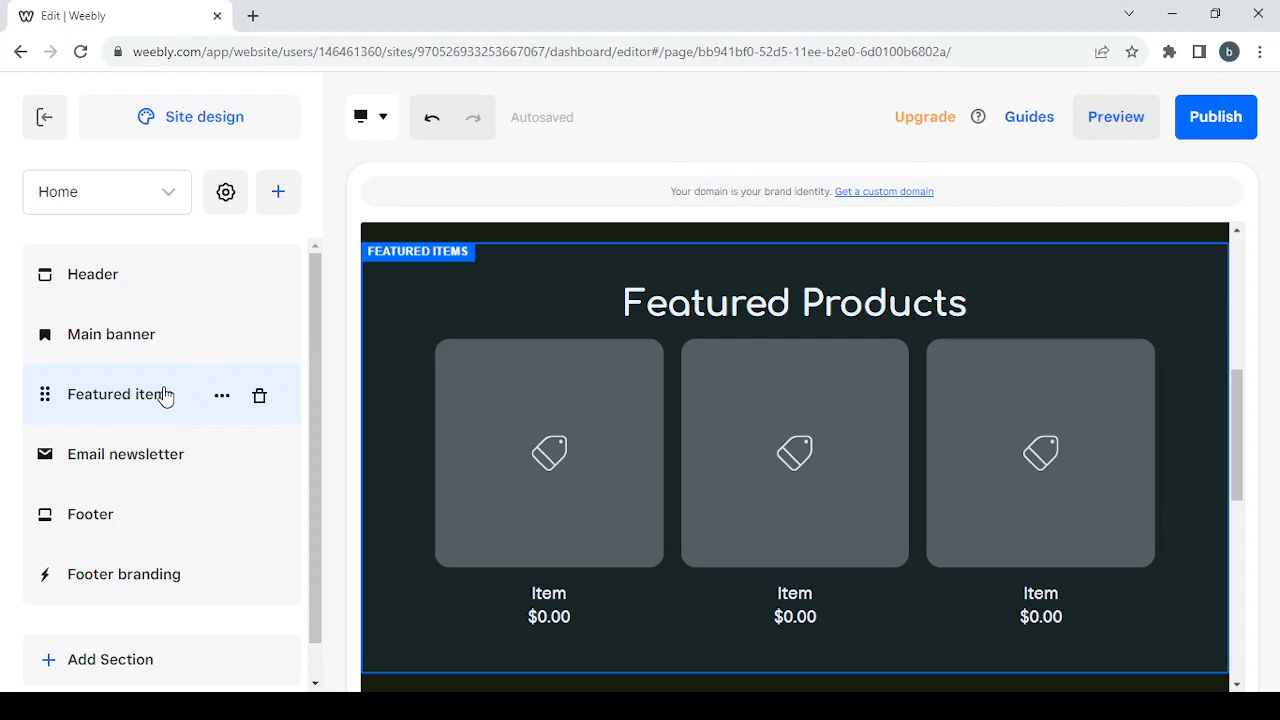 Edit | Weebly
weebly.com/app/website/users/146461360/sites/970526933253667067/dashboard/editor#/page/bb941bf0-52d5-11ee-b2e0-6d0100b6802a/
b
Site design
Autosaved
Upgrade
Guides
Preview
Publish
Home
Your domain is your brand identity. Get a custom domain
Header
Main banner
Featured items
Email newsletter
Footer
Footer branding
Add Section
FEATURED ITEMS
Featured Products
Item
$0.00
Item
$0.00
Item
$0.00